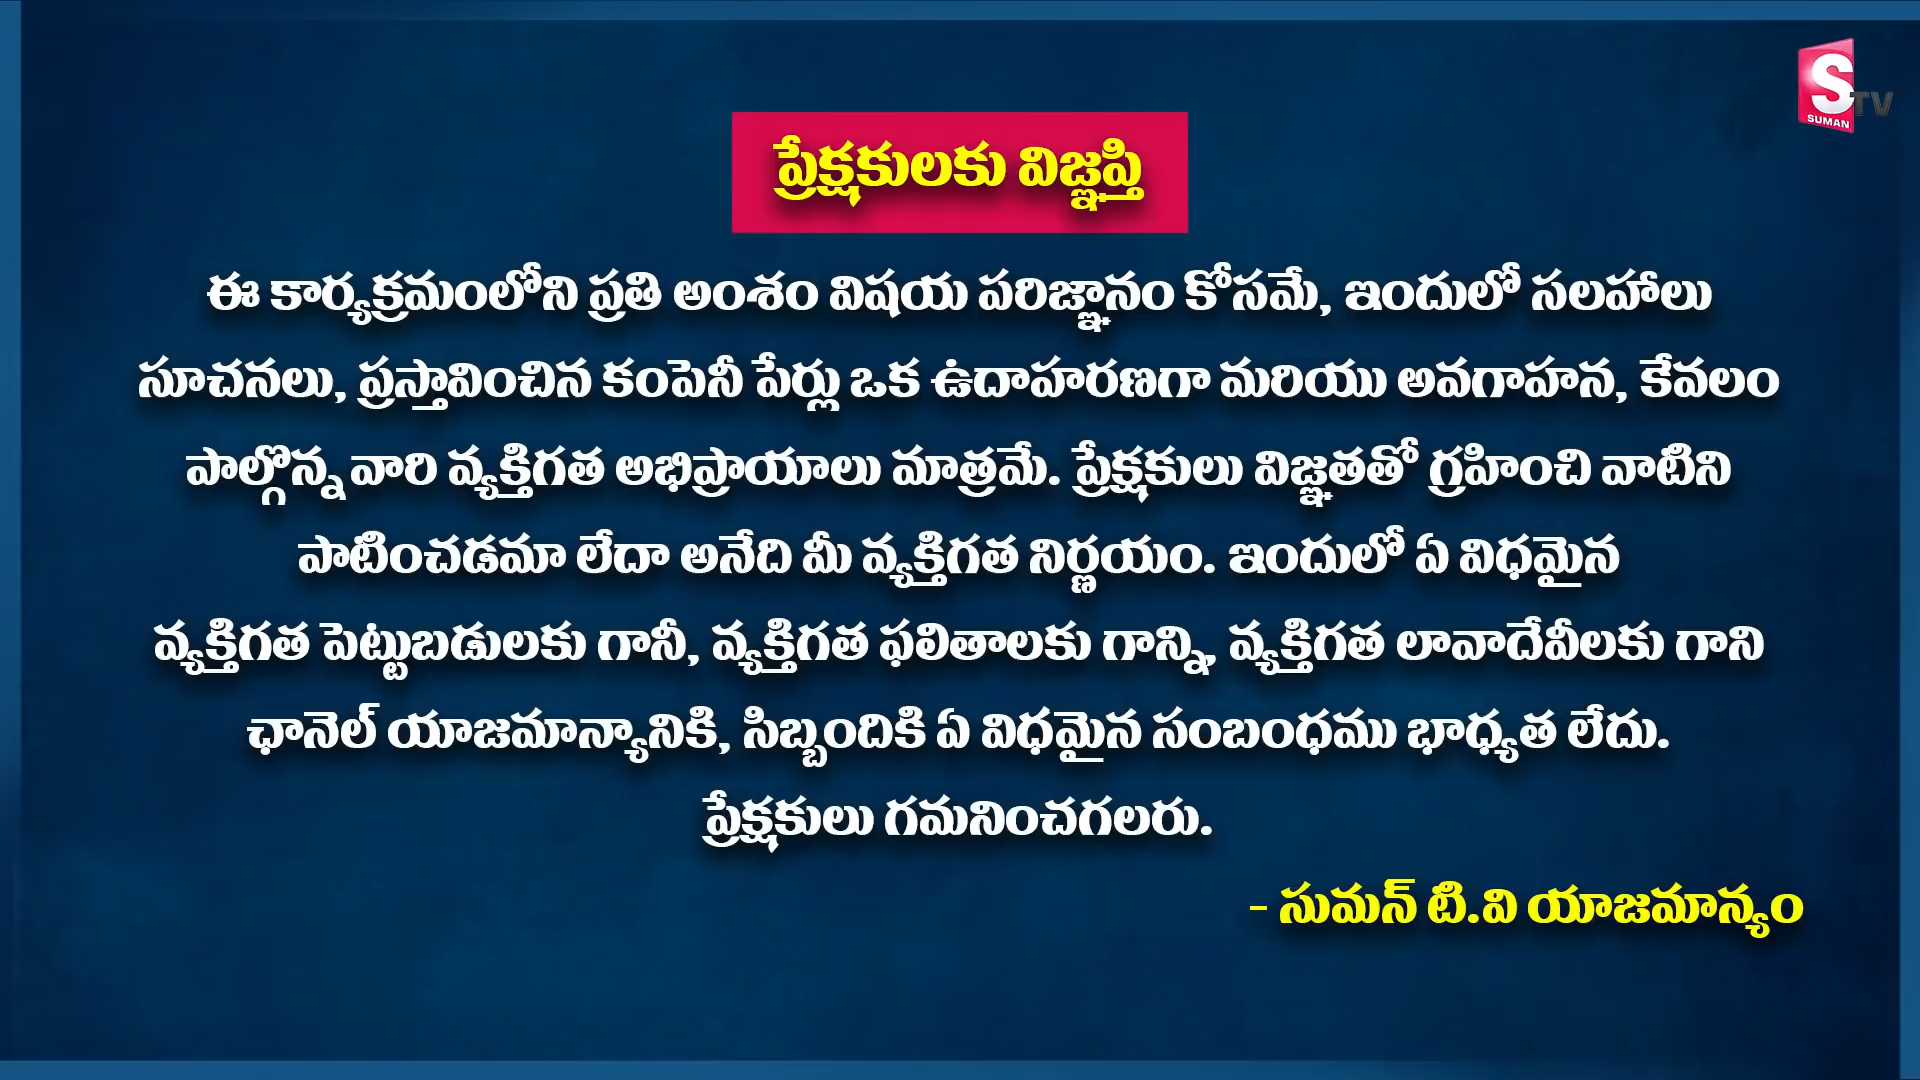 S TV
SUMAN
ప్రేక్షకులకు విజ్ఞప్తి
ఈ కార్యక్రమంలోని ప్రతి అంశం విషయ పరిజ్ఞానం కోసమే, ఇందులో సలహాలు
సూచనలు, ప్రస్తావించిన కంపెనీ పేర్లు ఒక ఉదాహరణగా మరియు అవగాహన, కేవలం
పాల్గొన్న వారి వ్యక్తిగత అభిప్రాయాలు మాత్రమే. ప్రేక్షకులు విజ్ఞతతో గ్రహించి వాటిని
పాటించడమా లేదా అనేది మీ వ్యక్తిగత నిర్ణయం. ఇందులో ఏ విధమైన
వ్యక్తిగత పెట్టుబడులకు గానీ, వ్యక్తిగత ఫలితాలకు గాన్ని, వ్యక్తిగత లావాదేవీలకు గాని
ఛానెల్ యాజమాన్యానికి, సిబ్బందికి ఏ విధమైన సంబంధము భాధ్యత లేదు.
ప్రేక్షకులు గమనించగలరు.
- సుమన్ టి.వి యాజమాన్యం